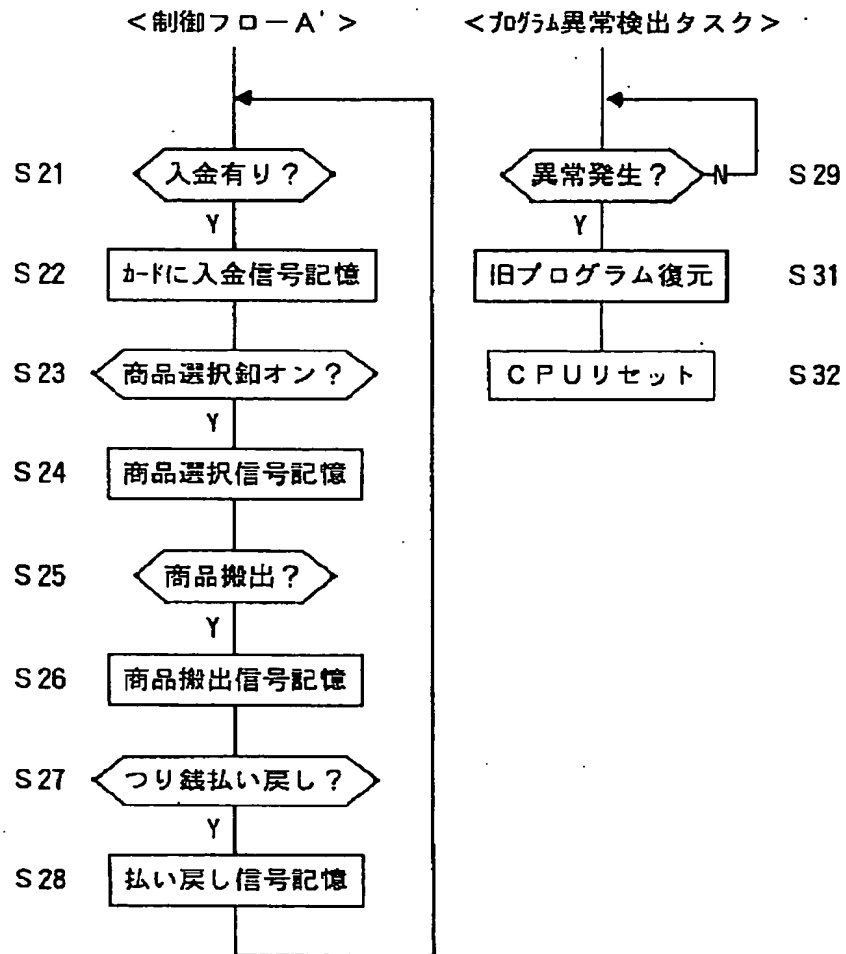 <制御フローA'>
S21
入金有り?
Y
S22
カードに入金信号記憶
S23
商品選択釦オン?
Y
S24
商品選択信号記憶
S25
商品搬出?
Y
S26
商品搬出信号記憶
S27
つり銭払い戻し?
Y
S28
払い戻し信号記憶
<プログラム異常検出タスク>
異常発生?
N
S29
Y
旧プログラム復元
S31
CPUリセット
S32